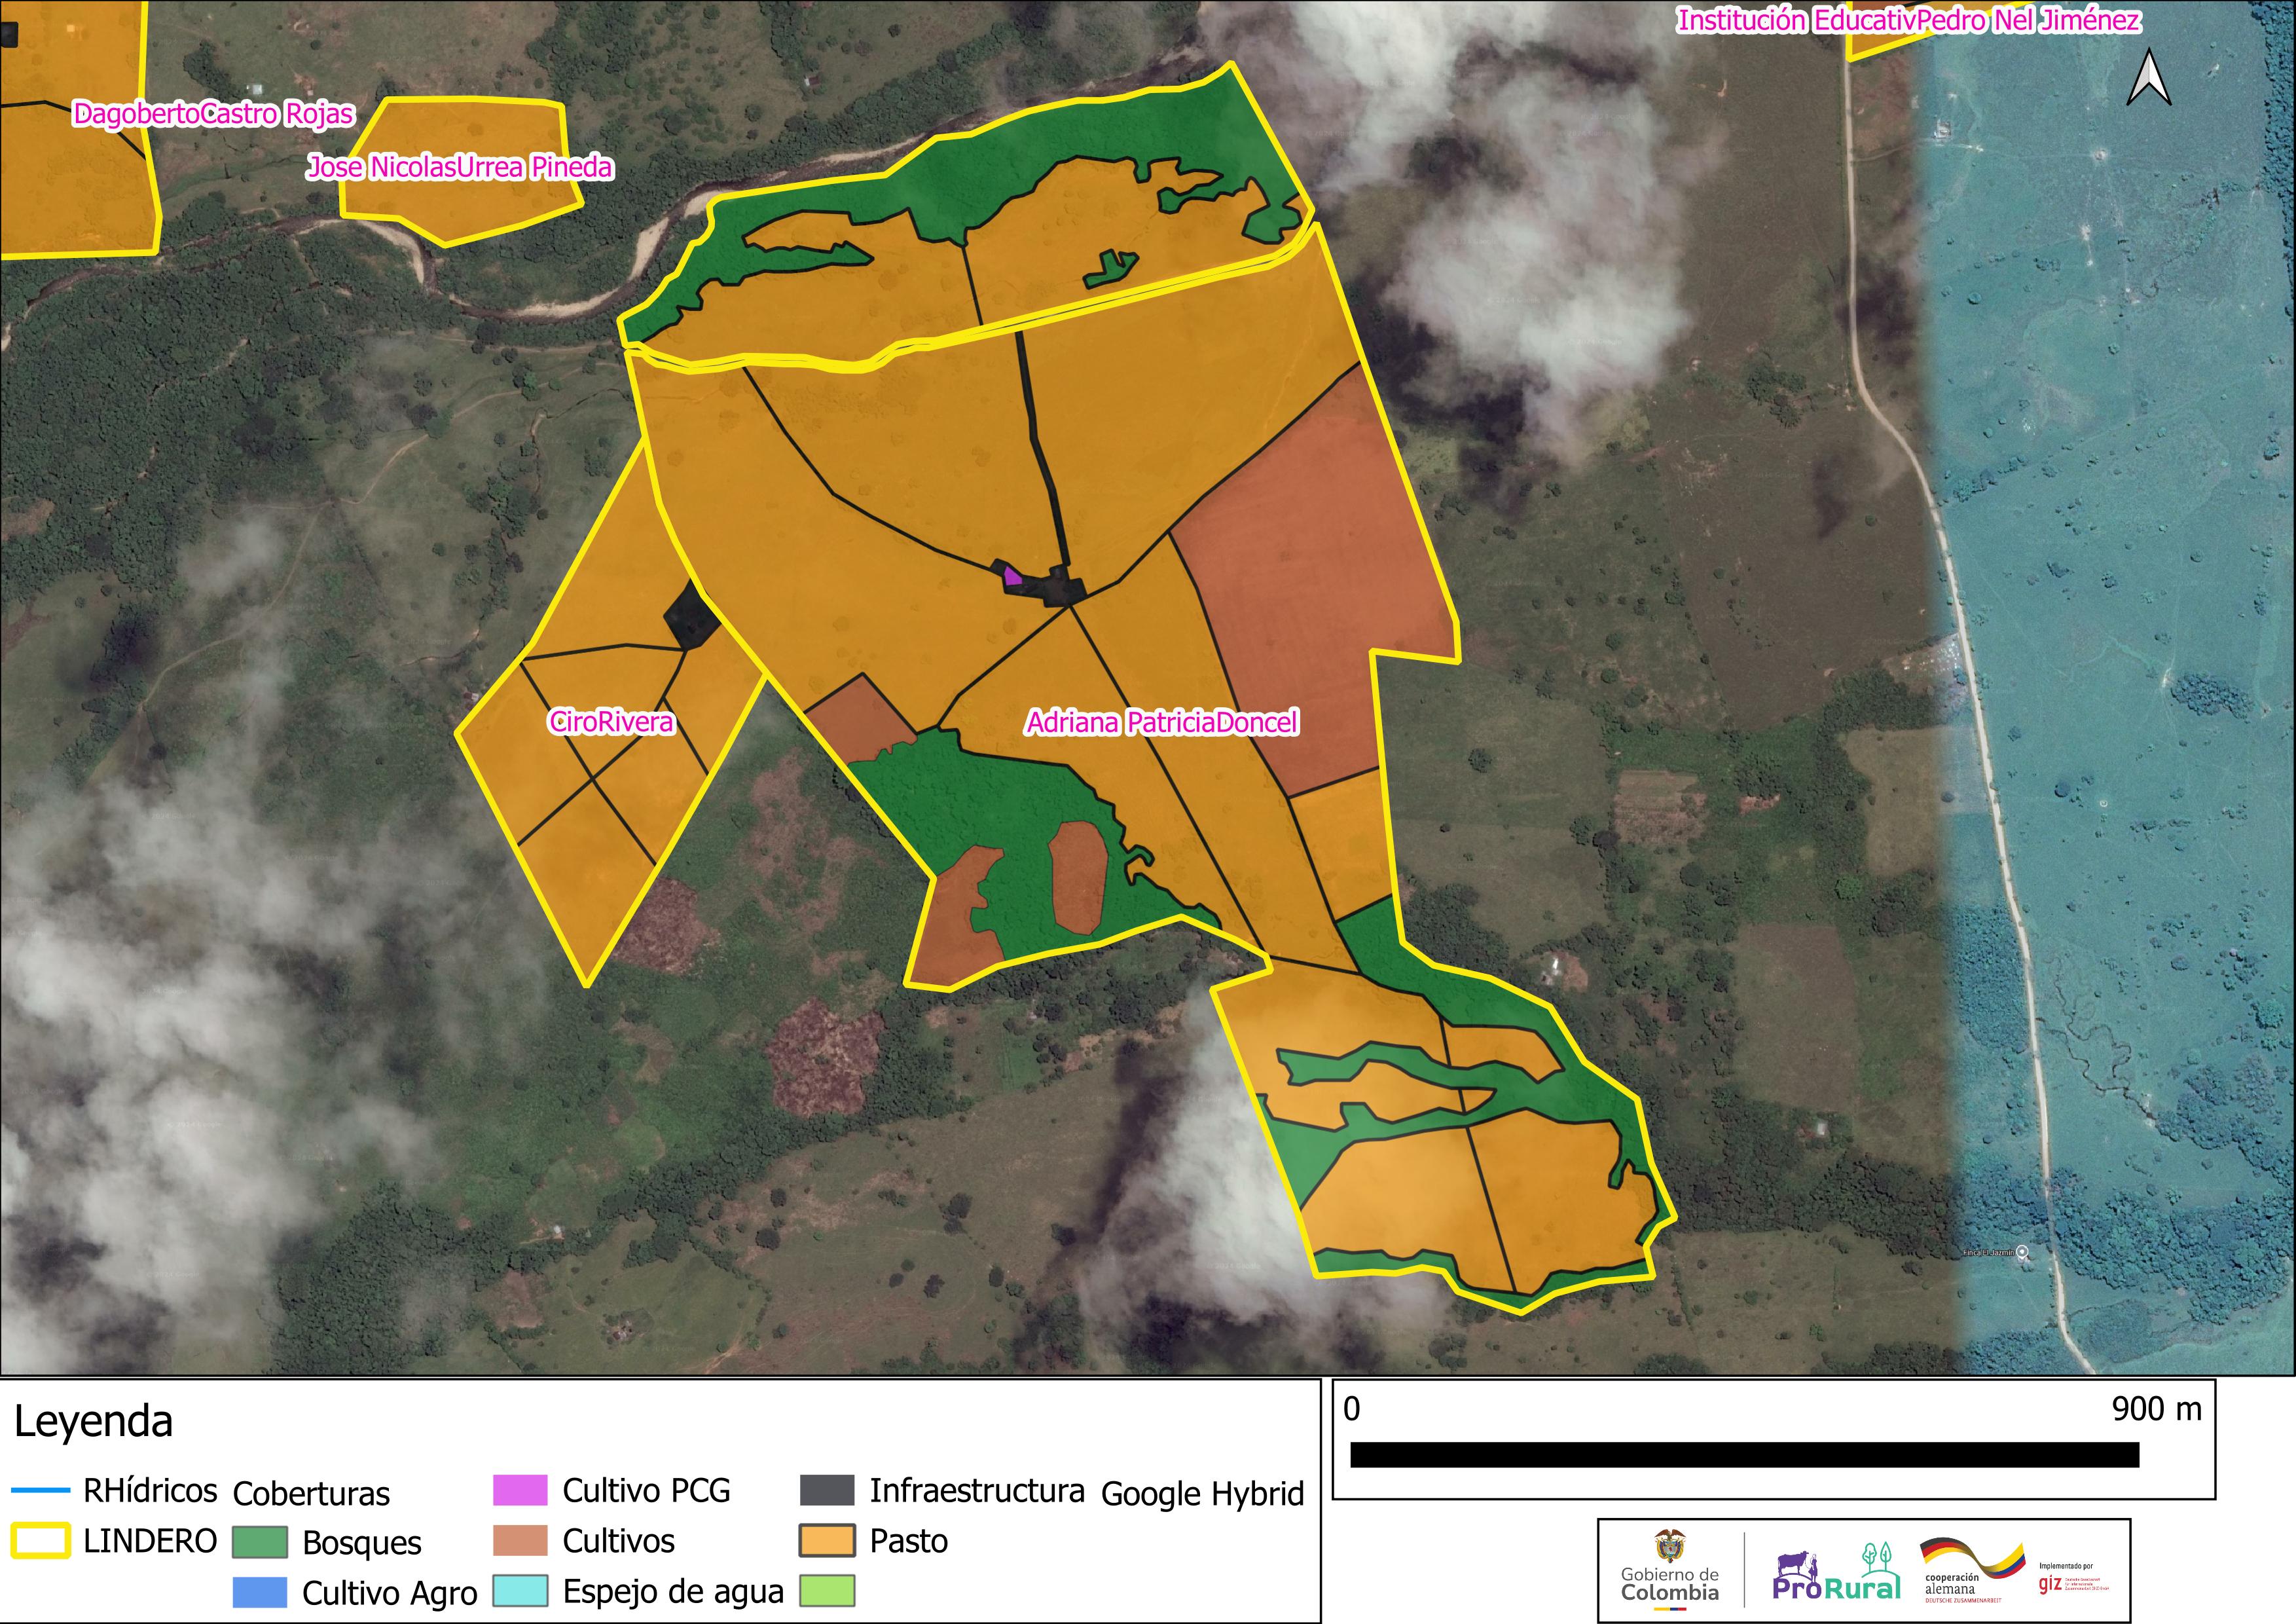 Institución EducativPedro Nel Jiménez
DagobertoCastro Rojas
Jose NicolasUrrea Pineda
CiroRivera
Adriana PatriciaDoncel
Finca El Jazmin
Leyenda
RHídricos
LINDERO
Coberturas
Bosques
Cultivo Agro
Cultivo PCG
Cultivos
Espejo de agua
Infraestructura
Pasto
Google Hybrid
0 900 m
Gobierno de
Colombia
ProRural
cooperación
alemana
DEUTSCHE ZUSAMMENARBEIT
Implementado por
giz